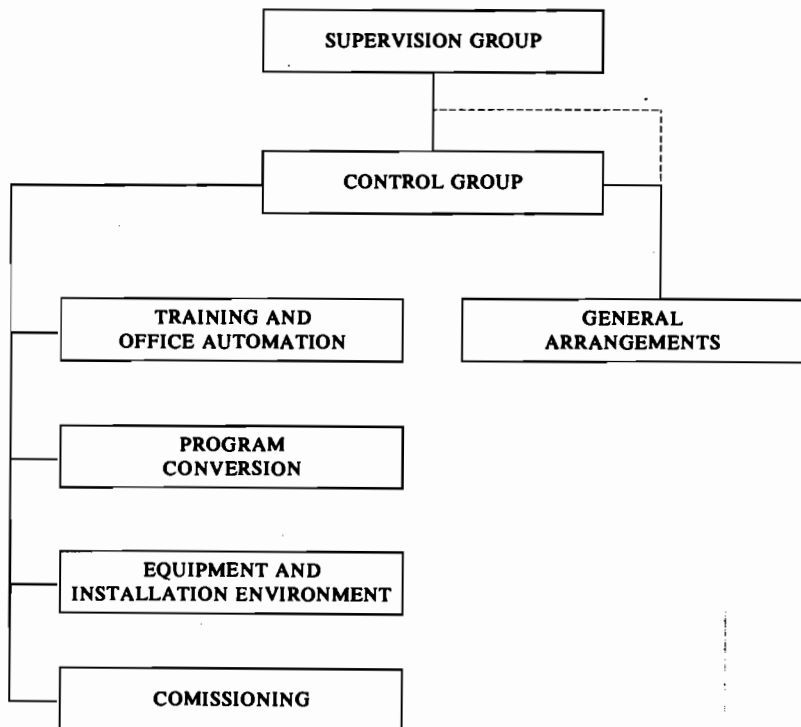 SUPERVISION GROUP
CONTROL GROUP
TRAINING AND
OFFICE AUTOMATION
GENERAL
ARRANGEMENTS
PROGRAM
CONVERSION
EQUIPMENT AND
INSTALLATION ENVIRONMENT
COMISSIONING